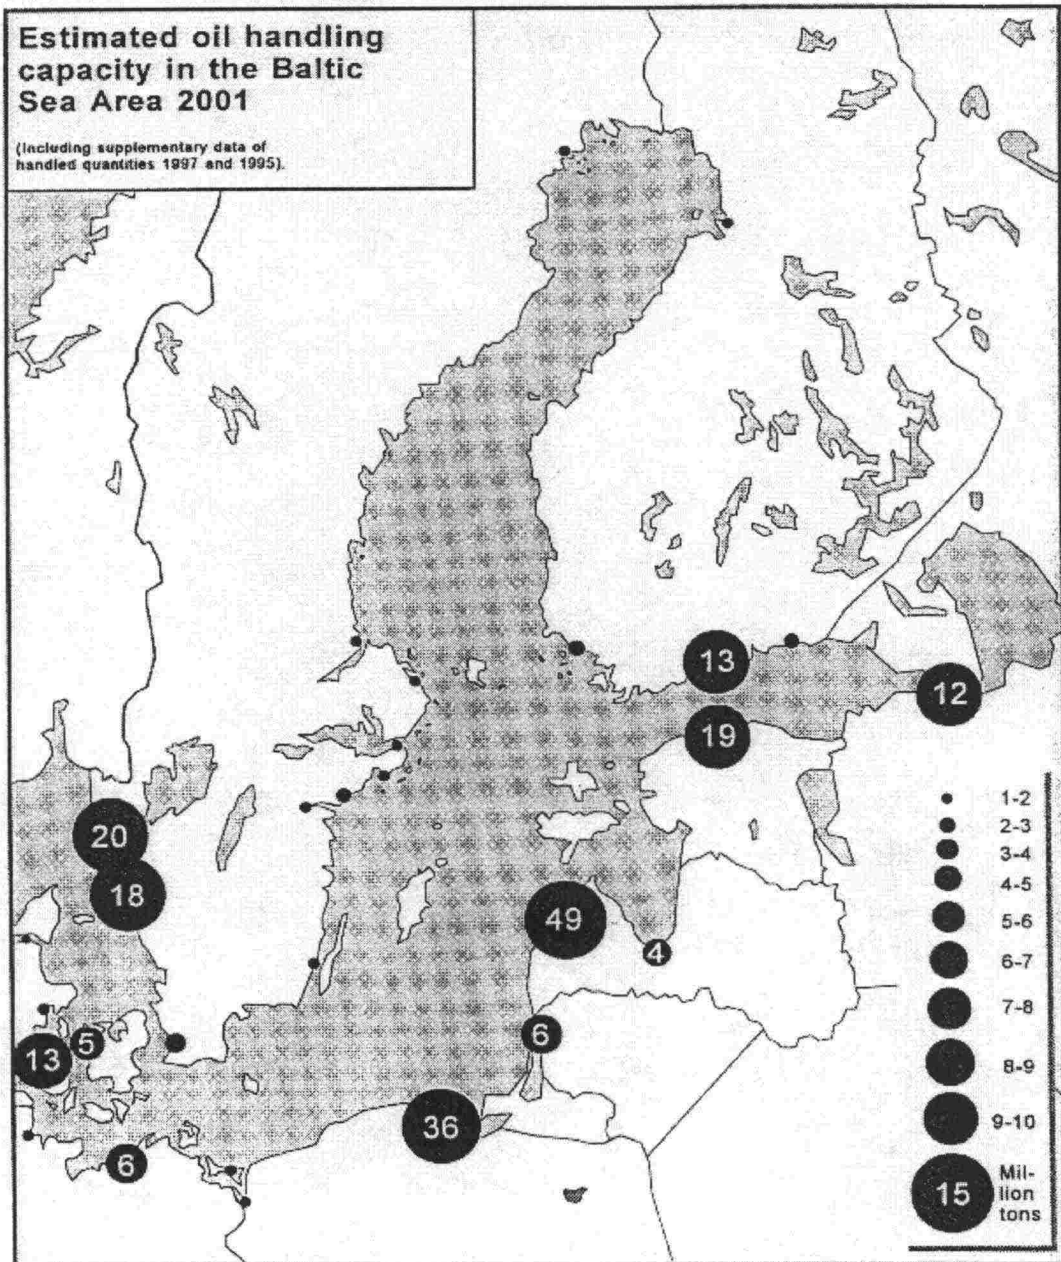 Estimated oil handling
capacity in the Baltic
Sea Area 2001
(Including supplementary data of
handled quantities 1997 and 1995).
13
12
19
20
18
49
4
6
5
13
36
6
1-2
2-3
3-4
4-5
5-6
6-7
7-8
8-9
9-10
15
Mil-
lion
tons